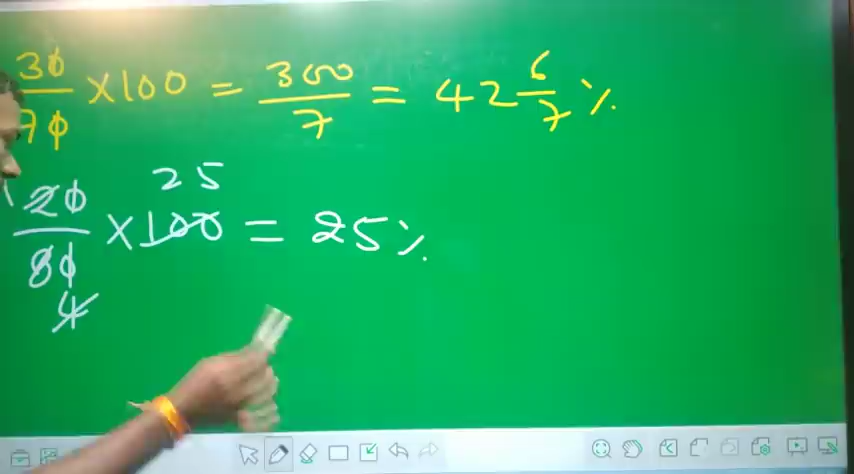 30/70 × 100 = 300/7 = 42 6/7 %
25
20/80 × 100 = 25 %
4